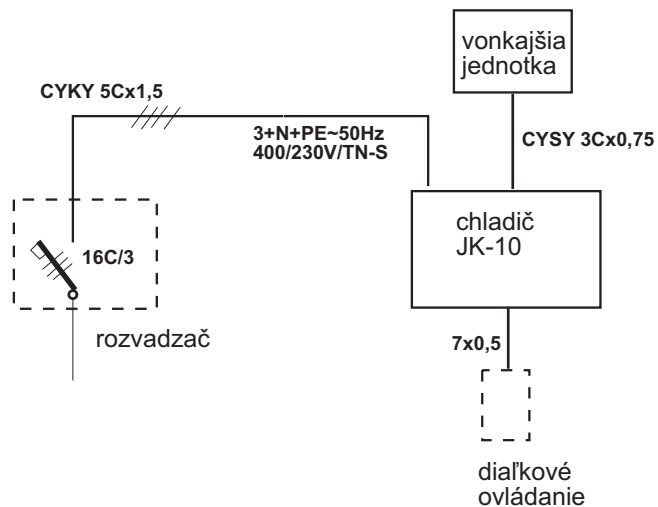 vonkajšia
jednotka
CYKY 5Cx1,5
3+N+PE~50Hz
400/230V/TN-S
CYSY 3Cx0,75
chladič
JK-10
16C/3
rozvadzač
7x0,5
diaľkové
ovládanie